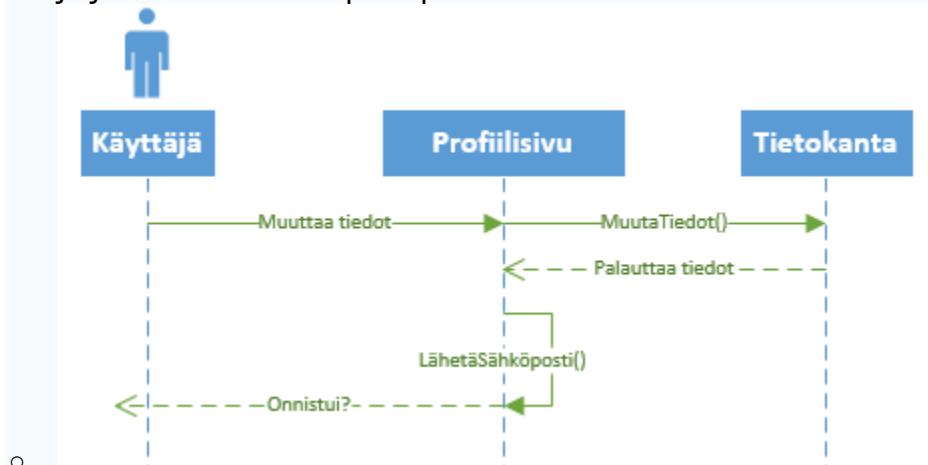 Käyttäjä
Profiilisivu
Tietokanta
Muuttaa tiedot
MuutaTiedot()
Palauttaa tiedot
LähetäSähköposti()
Onnistui?